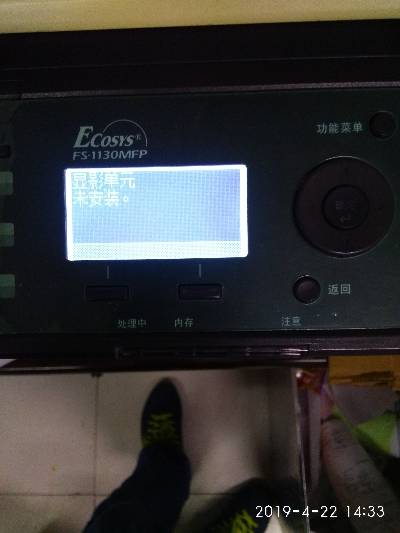 ECOSYS
FS-1130MFP
功能菜单
显影单元
未安装。
返回
处理中
内存
注意
2019-4-22 14:33